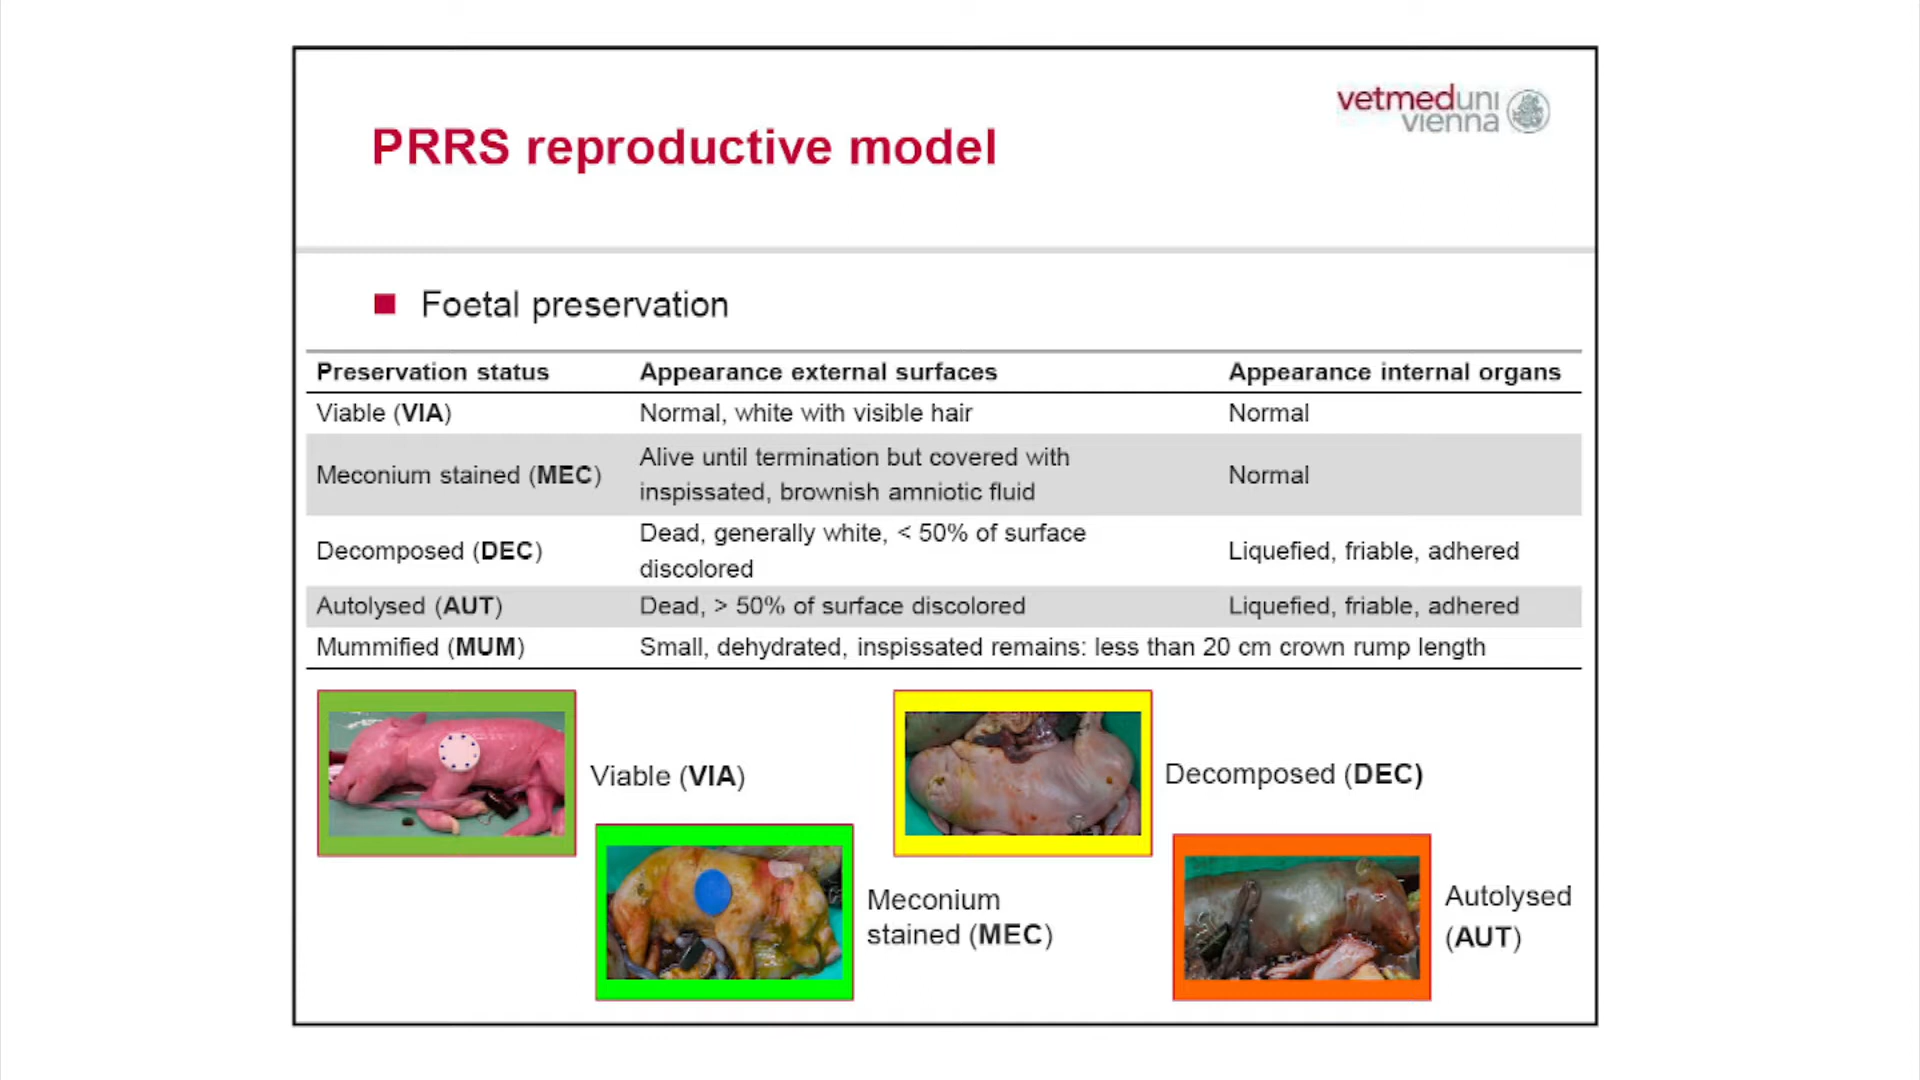 vetmeduni
vienna
PRRS reproductive model
Foetal preservation
Preservation status Appearance external surfaces Appearance internal organs
Viable (VIA) Normal, white with visible hair Normal
Meconium stained (MEC) Alive until termination but covered with
inspissated, brownish amniotic fluid Normal
Decomposed (DEC) Dead, generally white, < 50% of surface
discolored Liquefied, friable, adhered
Autolysed (AUT) Dead, > 50% of surface discolored Liquefied, friable, adhered
Mummified (MUM) Small, dehydrated, inspissated remains: less than 20 cm crown rump length
Viable (VIA)
Decomposed (DEC)
Meconium
stained (MEC)
Autolysed
(AUT)